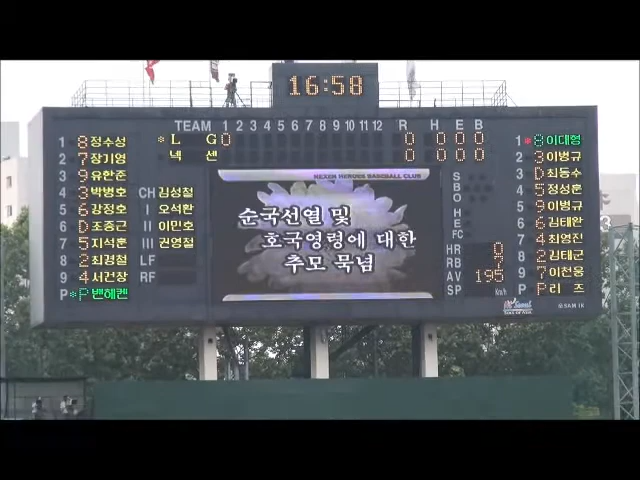 16:58
TEAM 1 2 3 4 5 6 7 8 9 10 11 12 R H E B
* L G 0 0 0 0 0
넥 센 0 0 0 0
1 8 정수성
2 7 장기영
3 9 유한준
4 3 박병호
5 6 강정호
6 D 조중근
7 5 지석훈
8 2 최경철
9 4 서건창
P * P 밴헤켄
CH 김성철
I 오석환
II 이민호
III 권영철
LF
RF
NEXEN HEROES BASEBALL CLUB
순국선열 및
호국영령에 대한
추모 묵념
S
B
O
H
E
FC
HR 0
RB 7
AV 195
SP Km/h
1 * 8 이대형
2 3 이병규
3 D 최동수
4 5 정성훈
5 9 이병규
6 6 김태완
7 4 최영진
8 2 김태군
9 7 이천웅
P P 리 즈